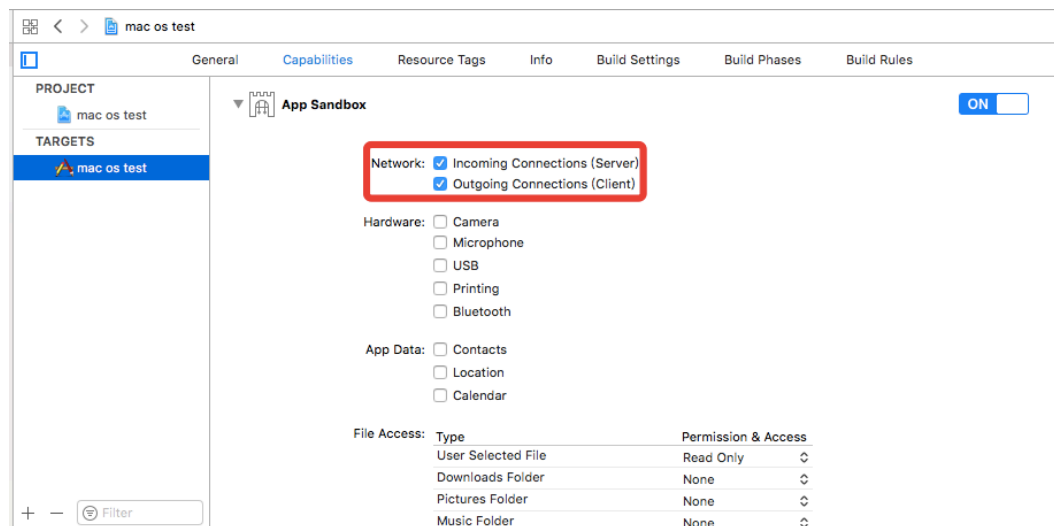 mac os test
General Capabilities Resource Tags Info Build Settings Build Phases Build Rules
PROJECT
mac os test
TARGETS
mac os test
App Sandbox
ON
Network: Incoming Connections (Server)
Outgoing Connections (Client)
Hardware: Camera
Microphone
USB
Printing
Bluetooth
App Data: Contacts
Location
Calendar
File Access: Type Permission & Access
User Selected File Read Only
Downloads Folder None
Pictures Folder None
Music Folder None
Filter